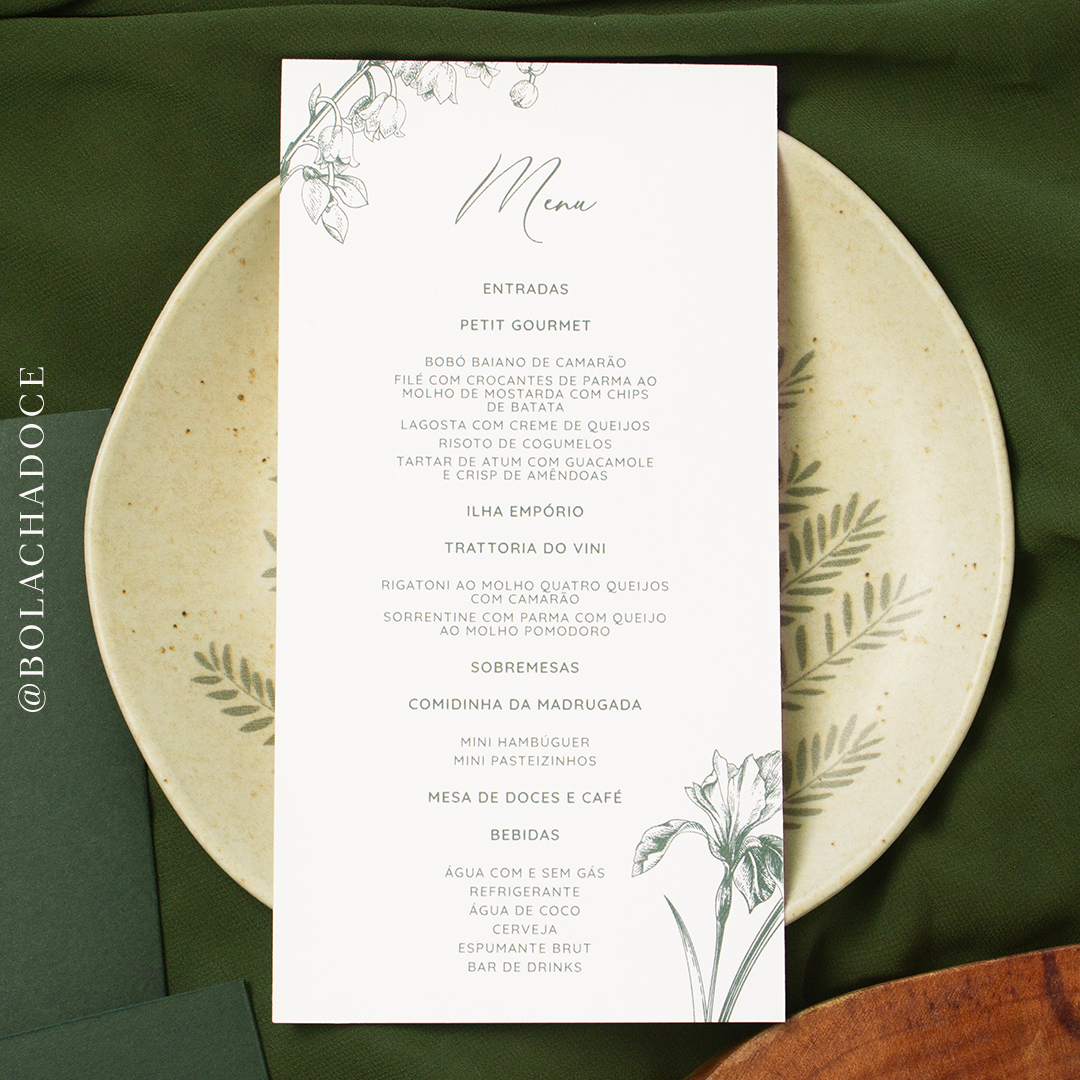 @BOLACHADOCE
Menu
ENTRADAS
PETIT GOURMET
BOBÓ BAIANO DE CAMARÃO
FILÉ COM CROCANTES DE PARMA AO
MOLHO DE MOSTARDA COM CHIPS
DE BATATA
LAGOSTA COM CREME DE QUEIJOS
RISOTO DE COGUMELOS
TARTAR DE ATUM COM GUACAMOLE
E CRISP DE AMÊNDOAS
ILHA EMPÓRIO
TRATTORIA DO VINI
RIGATONI AO MOLHO QUATRO QUEIJOS
COM CAMARÃO
SORRENTINE COM PARMA COM QUEIJO
AO MOLHO POMODORO
SOBREMESAS
COMIDINHA DA MADRUGADA
MINI HAMBÚGUER
MINI PASTEIZINHOS
MESA DE DOCES E CAFÉ
BEBIDAS
ÁGUA COM E SEM GÁS
REFRIGERANTE
ÁGUA DE COCO
CERVEJA
ESPUMANTE BRUT
BAR DE DRINKS